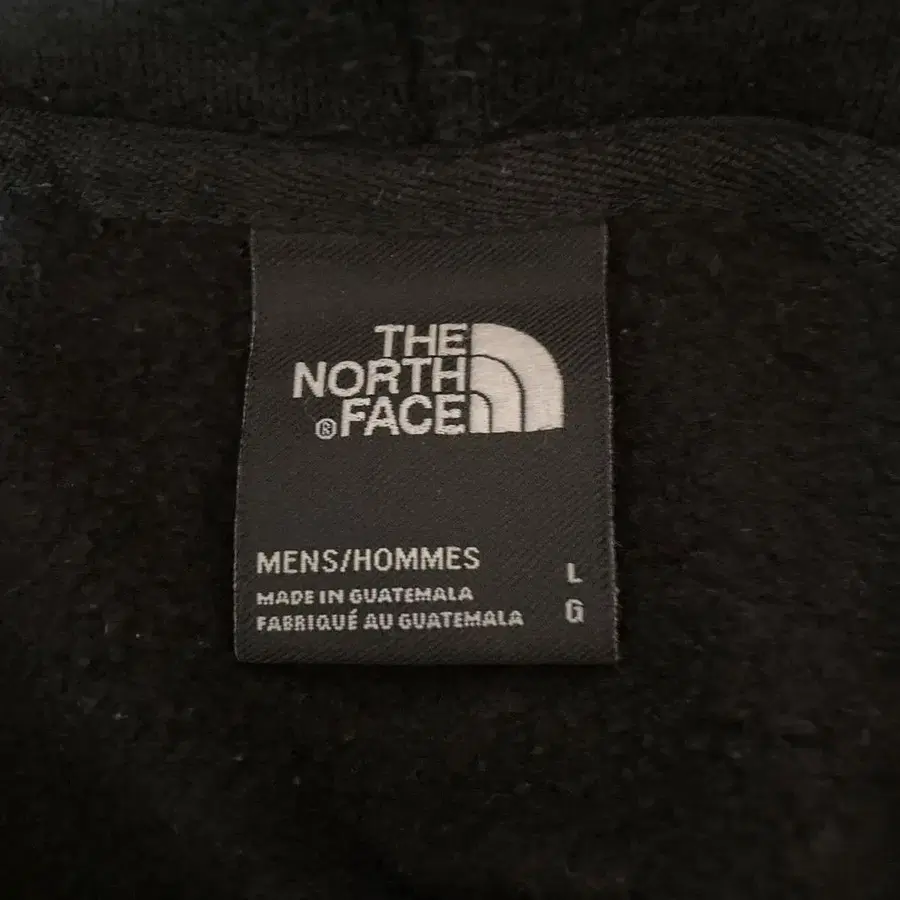 THE
NORTH
®FACE
MENS/HOMMES
MADE IN GUATEMALA
FABRIQUÉ AU GUATEMALA
L
G